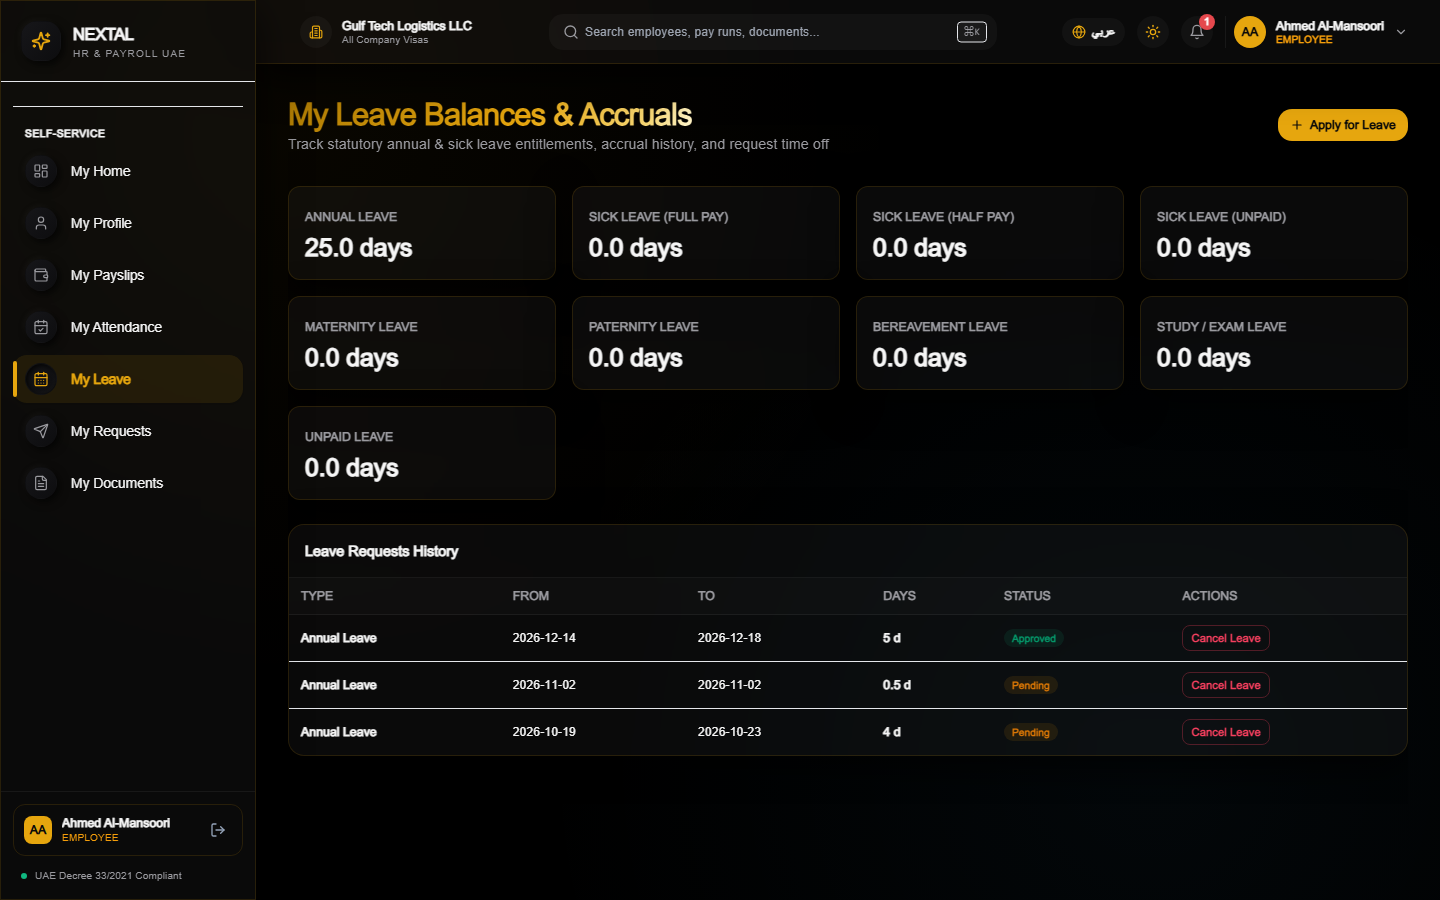 NEXTAL
HR & PAYROLL UAE
Gulf Tech Logistics LLC
All Company Visas
Search employees, pay runs, documents...
⌘K
عربي
1
AA
Ahmed Al-Mansoori
EMPLOYEE
SELF-SERVICE
My Home
My Profile
My Payslips
My Attendance
My Leave
My Requests
My Documents
AA
Ahmed Al-Mansoori
EMPLOYEE
UAE Decree 33/2021 Compliant
My Leave Balances & Accruals
Track statutory annual & sick leave entitlements, accrual history, and request time off
+ Apply for Leave
ANNUAL LEAVE
25.0 days
SICK LEAVE (FULL PAY)
0.0 days
SICK LEAVE (HALF PAY)
0.0 days
SICK LEAVE (UNPAID)
0.0 days
MATERNITY LEAVE
0.0 days
PATERNITY LEAVE
0.0 days
BEREAVEMENT LEAVE
0.0 days
STUDY / EXAM LEAVE
0.0 days
UNPAID LEAVE
0.0 days
Leave Requests History
TYPE FROM TO DAYS STATUS ACTIONS
Annual Leave 2026-12-14 2026-12-18 5 d Approved Cancel Leave
Annual Leave 2026-11-02 2026-11-02 0.5 d Pending Cancel Leave
Annual Leave 2026-10-19 2026-10-23 4 d Pending Cancel Leave